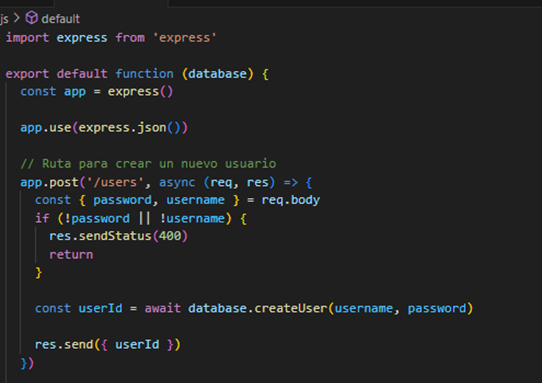 js > default
import express from 'express'
export default function (database) {
const app = express()
app.use(express.json())
// Ruta para crear un nuevo usuario
app.post('/users', async (req, res) => {
const { password, username } = req.body
if (!password || !username) {
res.sendStatus(400)
return
}
const userId = await database.createUser(username, password)
res.send({ userId })
})